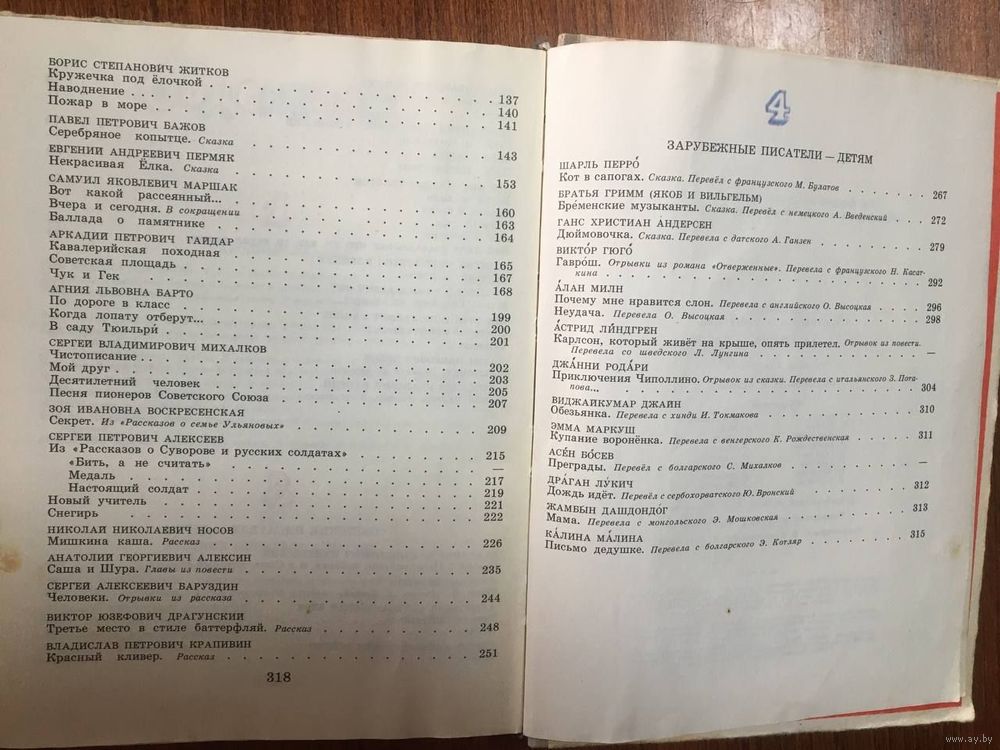 БОРИС СТЕПАНОВИЧ ЖИТКОВ
Кружечка под ёлочкой . . . 137
Наводнение . . . 140
Пожар в море . . . 141
ПАВЕЛ ПЕТРОВИЧ БАЖОВ
Серебряное копытце. Сказка . . . 143
ЕВГЕНИЙ АНДРЕЕВИЧ ПЕРМЯК
Некрасивая Ёлка. Сказка . . . 153
САМУИЛ ЯКОВЛЕВИЧ МАРШАК
Вот какой рассеянный... . . . 160
Вчера и сегодня. В сокращении . . . 163
Баллада о памятнике . . . 164
АРКАДИЙ ПЕТРОВИЧ ГАЙДАР
Кавалерийская походная . . . 165
Советская площадь . . . 167
Чук и Гек . . . 168
АГНИЯ ЛЬВОВНА БАРТО
По дороге в класс . . . 199
Когда лопату отберут... . . . 200
В саду Тюильри́ . . . 201
СЕРГЕЙ ВЛАДИМИРОВИЧ МИХАЛКОВ
Чистописание . . . 202
Мой друг . . . 203
Десятилетний человек . . . 205
Песня пионеров Советского Союза . . . 207
ЗОЯ ИВАНОВНА ВОСКРЕСЕНСКАЯ
Секрет. Из «Рассказов о семье Ульяновых» . . . 209
СЕРГЕЙ ПЕТРОВИЧ АЛЕКСЕЕВ
Из «Рассказов о Суворове и русских солдатах» . . . 215
«Бить, а не считать» . . . —
Медаль . . . 217
Настоящий солдат . . . 219
Новый учитель . . . 221
Снегирь . . . 222
НИКОЛАЙ НИКОЛАЕВИЧ НОСОВ
Мишкина каша. Рассказ . . . 226
АНАТОЛИЙ ГЕОРГИЕВИЧ АЛЕКСИН
Саша и Шура. Главы из повести . . . 235
СЕРГЕЙ АЛЕКСЕЕВИЧ БАРУЗДИН
Человеки. Отрывки из рассказа . . . 244
ВИКТОР ЮЗЕФОВИЧ ДРАГУНСКИЙ
Третье место в стиле баттерфляй. Рассказ . . . 248
ВЛАДИСЛАВ ПЕТРОВИЧ КРАПИВИН
Красный кливер. Рассказ . . . 251
318
4
ЗАРУБЕЖНЫЕ ПИСАТЕЛИ — ДЕТЯМ
ШАРЛЬ ПЕРРО́
Кот в сапогах. Сказка. Перевёл с французского М. Булатов . . . 267
БРАТЬЯ ГРИММ (ЯКОБ И ВИЛЬГЕЛЬМ)
Бре́менские музыканты. Сказка. Перевёл с немецкого А. Введенский . . . 272
ГАНС ХРИСТИАН А́НДЕРСЕН
Дюймовочка. Сказка. Перевела с датского А. Ганзен . . . 279
ВИКТО́Р ГЮГО́
Гавро́ш. Отрывки из романа «Отверженные». Перевела с французского Н. Касат-
кина . . . 292
А́ЛАН МИЛН
Почему мне нравится слон. Перевела с английского О. Высоцкая . . . 296
Неудача. Перевела О. Высоцкая . . . 298
А́СТРИД ЛИ́НДГРЕН
Карлсон, который живёт на крыше, опять прилетел. Отрывок из повести.
Перевела со шведского Л. Лунгина . . . —
ДЖА́ННИ РОДА́РИ
Приключения Чиполлино. Отрывок из сказки. Перевела с итальянского З. Пота-
пова... . . . 304
ВИДЖАЙКУМАР ДЖАИН
Обезьянка. Перевела с хинди И. Токмакова . . . 310
ЭММА МАРКУШ
Купание воронёнка. Перевела с венгерского К. Рождественская . . . 311
АСЕ́Н БО́СЕВ
Преграды. Перевёл с болгарского С. Михалков . . . —
ДРА́ГАН ЛУ́КИЧ
Дождь идёт. Перевёл с сербохорватского Ю. Вронский . . . 312
ЖАМБЫН ДАШДОНДО́Г
Мама. Перевела с монгольского Э. Мошковская . . . 313
КА́ЛИНА МА́ЛИНА
Письмо дедушке. Перевела с болгарского Э. Котляр . . . 315
www.ay.by